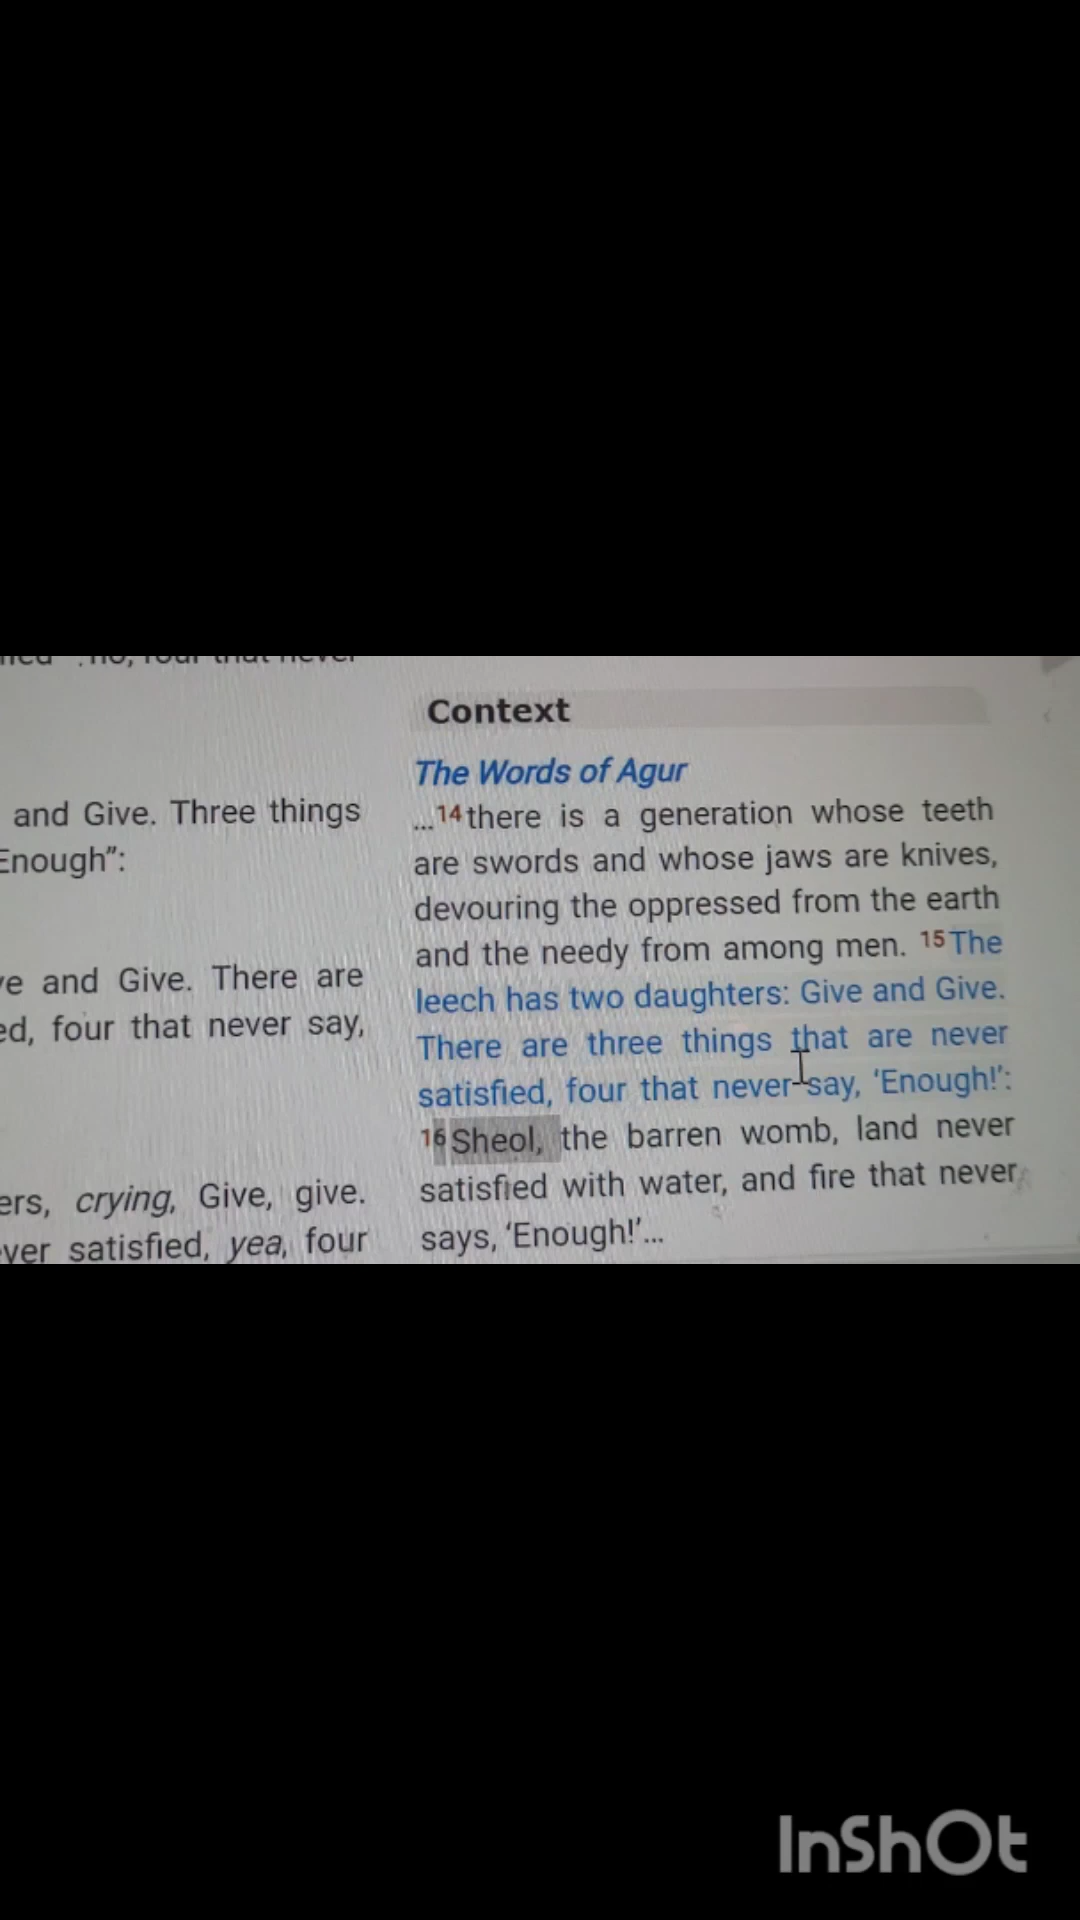 and Give. Three things
Enough”:
and Give. There are
four that never say,
crying, Give, give.
satisfied, yea, four
Context
The Words of Agur
...14 there is a generation whose teeth
are swords and whose jaws are knives,
devouring the oppressed from the earth
and the needy from among men. 15 The
leech has two daughters: Give and Give.
There are three things that are never
satisfied, four that never say, ‘Enough!’:
16 Sheol, the barren womb, land never
satisfied with water, and fire that never
says, ‘Enough!’...
InShOt